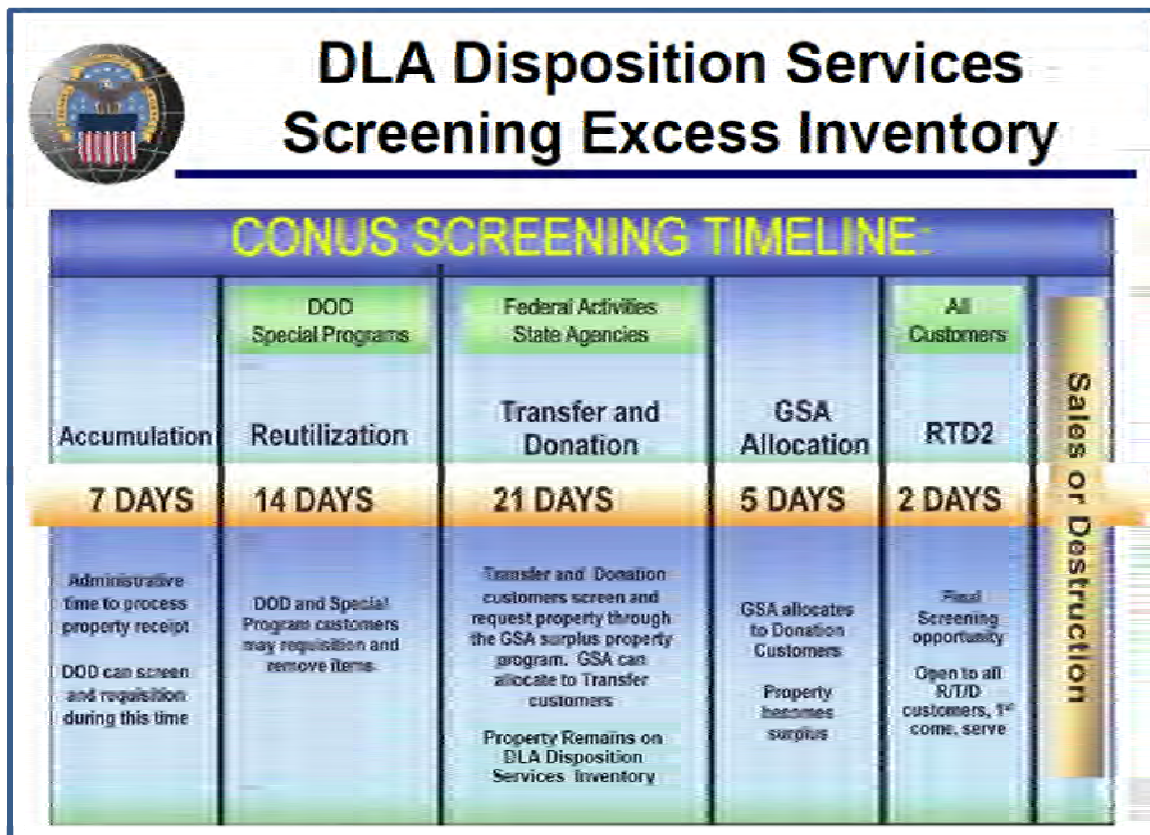 DLA Disposition Services
Screening Excess Inventory
CONUS SCREENING TIMELINE:
DOD
Special Programs
Federal Activities
State Agencies
All
Customers
Accumulation
Reutilization
Transfer and
Donation
GSA
Allocation
RTD2
7 DAYS
14 DAYS
21 DAYS
5 DAYS
2 DAYS
Administrative
time to process
property receipt
DOD can screen
and requisition
during this time
DOD and Special
Program customers
may requisition and
remove items.
Transfer and Donation
customers screen and
request property through
the GSA surplus property
program. GSA can
allocate to Transfer
customers
Property Remains on
DLA Disposition
Services Inventory
GSA allocates
to Donation
Customers
Property
becomes
surplus
Final
Screening
opportunity
Open to all
R/T/D
customers, 1st
come, serve
Sales or Destruction